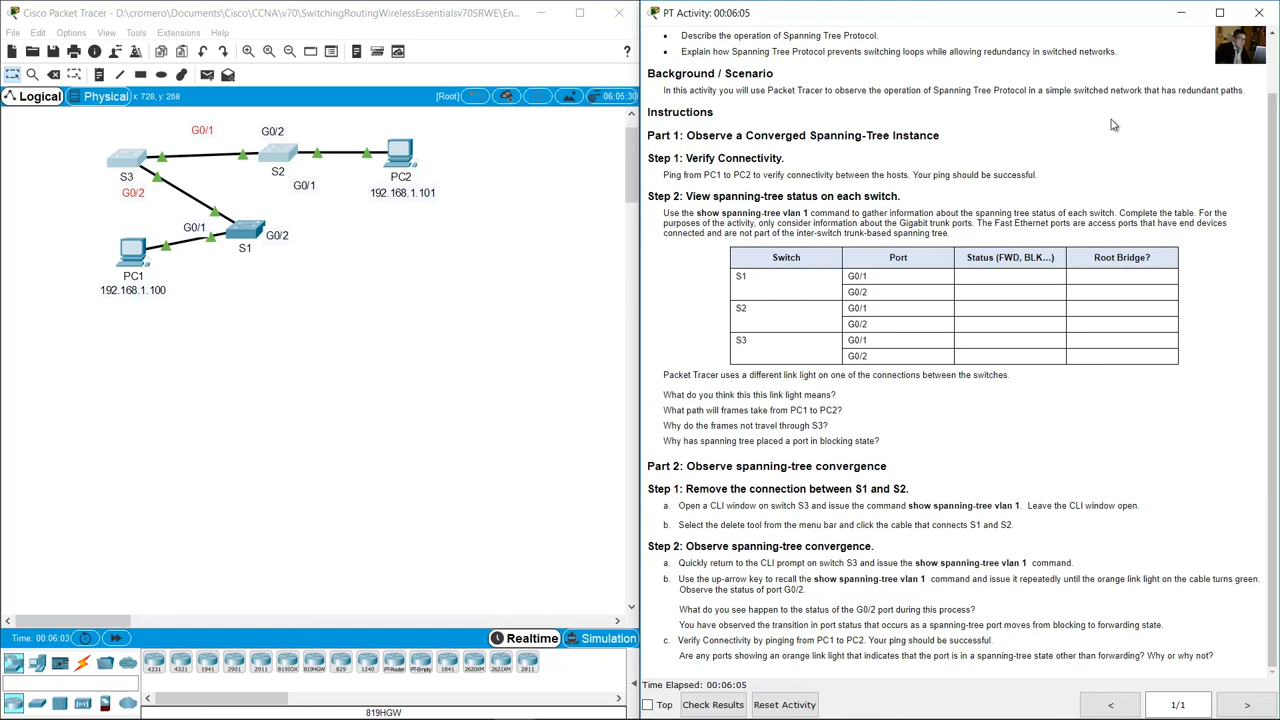 Cisco Packet Tracer - D:\cromero\Documents\Cisco\CCNA\v70\SwitchingRoutingWirelessEssentialsv70SRWE\En...
File Edit Options View Tools Extensions Help
?
Logical Physical x: 728, y: 268 [Root] 06:05:30
G0/1
G0/2
S3
S2
PC2
G0/2
G0/1
192.168.1.101
G0/1
G0/2
S1
PC1
192.168.1.100
Time: 00:06:03 Realtime Simulation
4331 4321 1941 2901 2911 819IOX 819HGW 829 1240 PT-Router PT-Empty 1841 2620XM 2621XM 2811
819HGW
PT Activity: 00:06:05
• Describe the operation of Spanning Tree Protocol.
• Explain how Spanning Tree Protocol prevents switching loops while allowing redundancy in switched networks.
Background / Scenario
In this activity you will use Packet Tracer to observe the operation of Spanning Tree Protocol in a simple switched network that has redundant paths.
Instructions
Part 1: Observe a Converged Spanning-Tree Instance
Step 1: Verify Connectivity.
Ping from PC1 to PC2 to verify connectivity between the hosts. Your ping should be successful.
Step 2: View spanning-tree status on each switch.
Use the show spanning-tree vlan 1 command to gather information about the spanning tree status of each switch. Complete the table. For the
purposes of the activity, only consider information about the Gigabit trunk ports. The Fast Ethernet ports are access ports that have end devices
connected and are not part of the inter-switch trunk-based spanning tree.
Switch Port Status (FWD, BLK...) Root Bridge?
S1 G0/1
G0/2
S2 G0/1
G0/2
S3 G0/1
G0/2
Packet Tracer uses a different link light on one of the connections between the switches.
What do you think this this link light means?
What path will frames take from PC1 to PC2?
Why do the frames not travel through S3?
Why has spanning tree placed a port in blocking state?
Part 2: Observe spanning-tree convergence
Step 1: Remove the connection between S1 and S2.
a. Open a CLI window on switch S3 and issue the command show spanning-tree vlan 1. Leave the CLI window open.
b. Select the delete tool from the menu bar and click the cable that connects S1 and S2.
Step 2: Observe spanning-tree convergence.
a. Quickly return to the CLI prompt on switch S3 and issue the show spanning-tree vlan 1 command.
b. Use the up-arrow key to recall the show spanning-tree vlan 1 command and issue it repeatedly until the orange link light on the cable turns green.
Observe the status of port G0/2.
What do you see happen to the status of the G0/2 port during this process?
You have observed the transition in port status that occurs as a spanning-tree port moves from blocking to forwarding state.
c. Verify Connectivity by pinging from PC1 to PC2. Your ping should be successful.
Are any ports showing an orange link light that indicates that the port is in a spanning-tree state other than forwarding? Why or why not?
Time Elapsed: 00:06:05
Top Check Results Reset Activity < 1/1 >